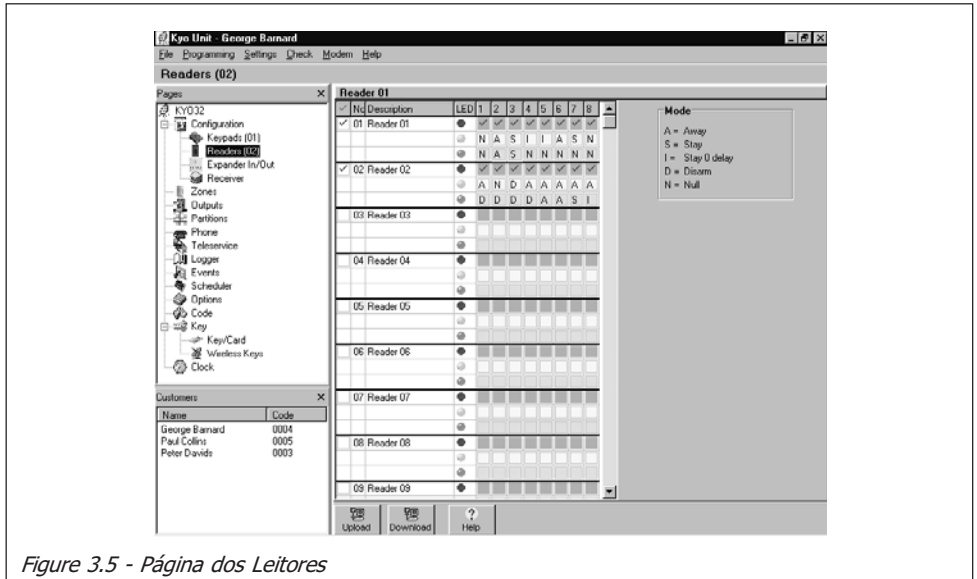 Kyo Unit - George Barnard
File Programming Settings Check Modem Help
Readers (02)
Pages
KYO32
Configuration
Keypads (01)
Readers (02)
Expander In/Out
Receiver
Zones
Outputs
Partitions
Phone
Teleservice
Logger
Events
Scheduler
Options
Code
Key
Key/Card
Wireless Keys
Clock
Customers
Name Code
George Barnard 0004
Paul Collins 0005
Peter Davids 0003
Reader 01
No Description LED 1 2 3 4 5 6 7 8
01 Reader 01
N A S I I A S N
N A S N N N N N
02 Reader 02
A N D A A A A A
D D D D A A S I
03 Reader 03
04 Reader 04
05 Reader 05
06 Reader 06
07 Reader 07
08 Reader 08
09 Reader 09
Mode
A = Away
S = Stay
I = Stay 0 delay
D = Disarm
N = Null
Upload Download Help
Figure 3.5 - Página dos Leitores